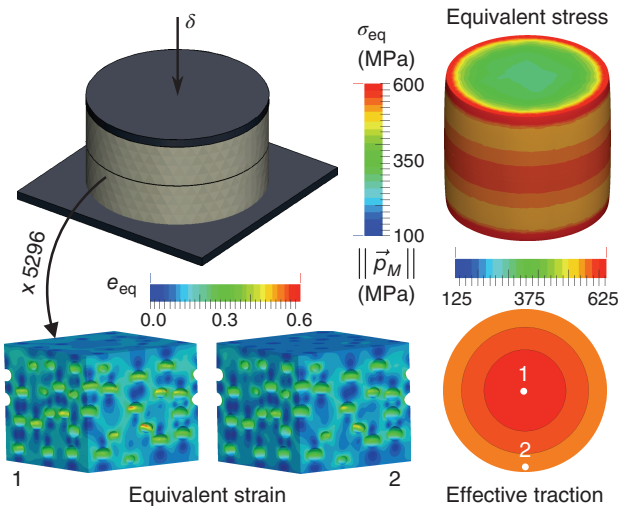 δ
σeq
(MPa)
Equivalent stress
600
350
100
x 5296
eeq
0.0 0.3 0.6
|| p⃗M ||
(MPa)
125 375 625
1
2
1
2
Equivalent strain
Effective traction